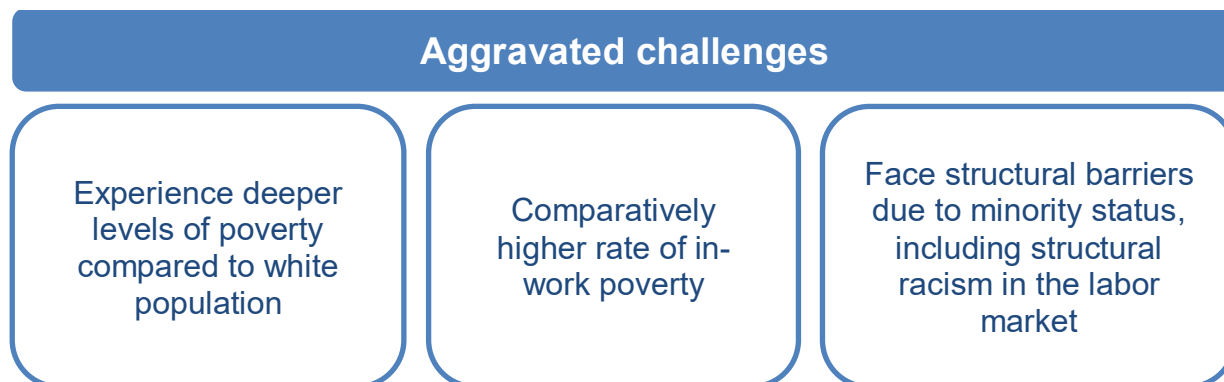 Aggravated challenges
Experience deeper
levels of poverty
compared to white
population
Comparatively
higher rate of in-
work poverty
Face structural barriers
due to minority status,
including structural
racism in the labor
market